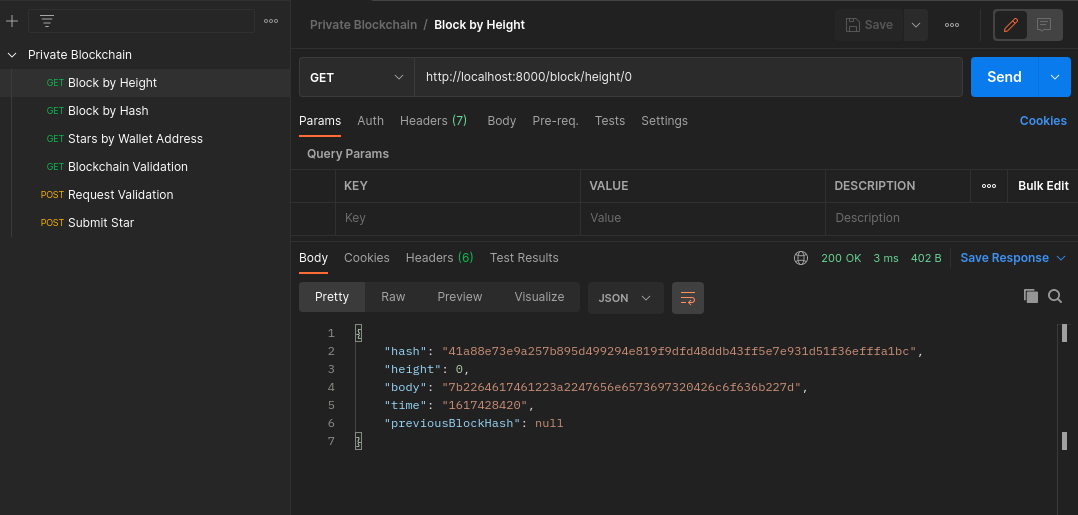 Private Blockchain
GET Block by Height
GET Block by Hash
GET Stars by Wallet Address
GET Blockchain Validation
POST Request Validation
POST Submit Star
Private Blockchain / Block by Height
Save
GET http://localhost:8000/block/height/0 Send
Params Auth Headers (7) Body Pre-req. Tests Settings Cookies
Query Params
KEY VALUE DESCRIPTION Bulk Edit
Key Value Description
Body Cookies Headers (6) Test Results 200 OK 3 ms 402 B Save Response
Pretty Raw Preview Visualize JSON
1 {
2 "hash": "41a88e73e9a257b895d499294e819f9dfd48ddb43ff5e7e931d51f36efffa1bc",
3 "height": 0,
4 "body": "7b2264617461223a2247656e6573697320426c6f636b227d",
5 "time": "1617428420",
6 "previousBlockHash": null
7 }